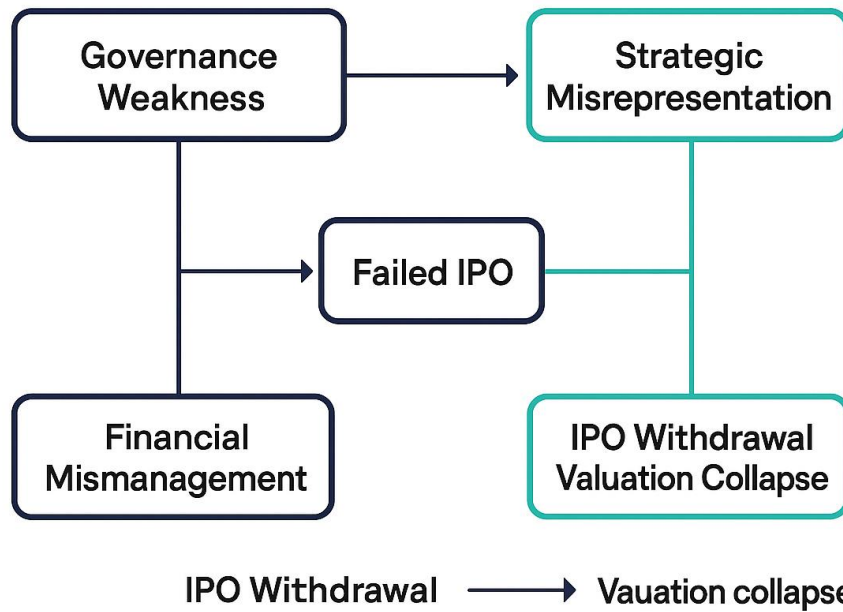 Governance
Weakness
Strategic
Misrepresentation
Failed IPO
Financial
Mismanagement
IPO Withdrawal
Valuation Collapse
IPO Withdrawal
Vauation collapse